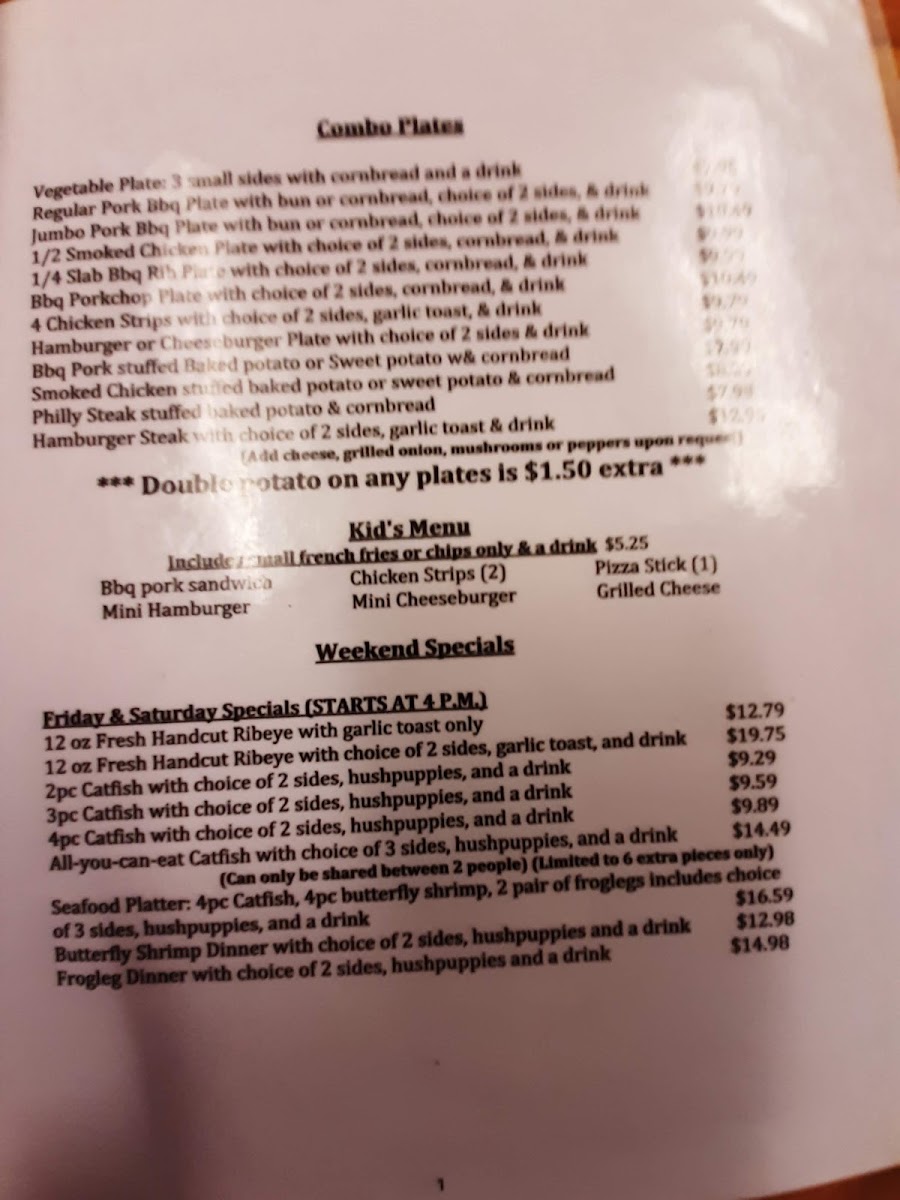 Combo Plates
Vegetable Plate: 3 small sides with cornbread and a drink
Regular Pork Bbq Plate with bun or cornbread, choice of 2 sides, & drink
Jumbo Pork Bbq Plate with bun or cornbread, choice of 2 sides, & drink $10.49
1/2 Smoked Chicken Plate with choice of 2 sides, cornbread, & drink
1/4 Slab Bbq Rib Plate with choice of 2 sides, cornbread, & drink
Bbq Porkchop Plate with choice of 2 sides, cornbread, & drink $10.49
4 Chicken Strips with choice of 2 sides, garlic toast, & drink $9.79
Hamburger or Cheeseburger Plate with choice of 2 sides & drink $9.79
Bbq Pork stuffed Baked potato or Sweet potato w& cornbread
Smoked Chicken stuffed baked potato or sweet potato & cornbread
Philly Steak stuffed baked potato & cornbread $7.98
Hamburger Steak with choice of 2 sides, garlic toast & drink
(Add cheese, grilled onion, mushrooms or peppers upon request)
*** Double potato on any plates is $1.50 extra ***
Kid's Menu
Includes small french fries or chips only & a drink $5.25
Bbq pork sandwich Chicken Strips (2) Pizza Stick (1)
Mini Hamburger Mini Cheeseburger Grilled Cheese
Weekend Specials
Friday & Saturday Specials (STARTS AT 4 P.M.)
12 oz Fresh Handcut Ribeye with garlic toast only $12.79
12 oz Fresh Handcut Ribeye with choice of 2 sides, garlic toast, and drink $19.75
2pc Catfish with choice of 2 sides, hushpuppies, and a drink $9.29
3pc Catfish with choice of 2 sides, hushpuppies, and a drink $9.59
4pc Catfish with choice of 2 sides, hushpuppies, and a drink $9.89
All-you-can-eat Catfish with choice of 3 sides, hushpuppies, and a drink $14.49
(Can only be shared between 2 people) (Limited to 6 extra pieces only)
Seafood Platter: 4pc Catfish, 4pc butterfly shrimp, 2 pair of froglegs includes choice
of 3 sides, hushpuppies, and a drink $16.59
Butterfly Shrimp Dinner with choice of 2 sides, hushpuppies and a drink $12.98
Frogleg Dinner with choice of 2 sides, hushpuppies and a drink $14.98
1